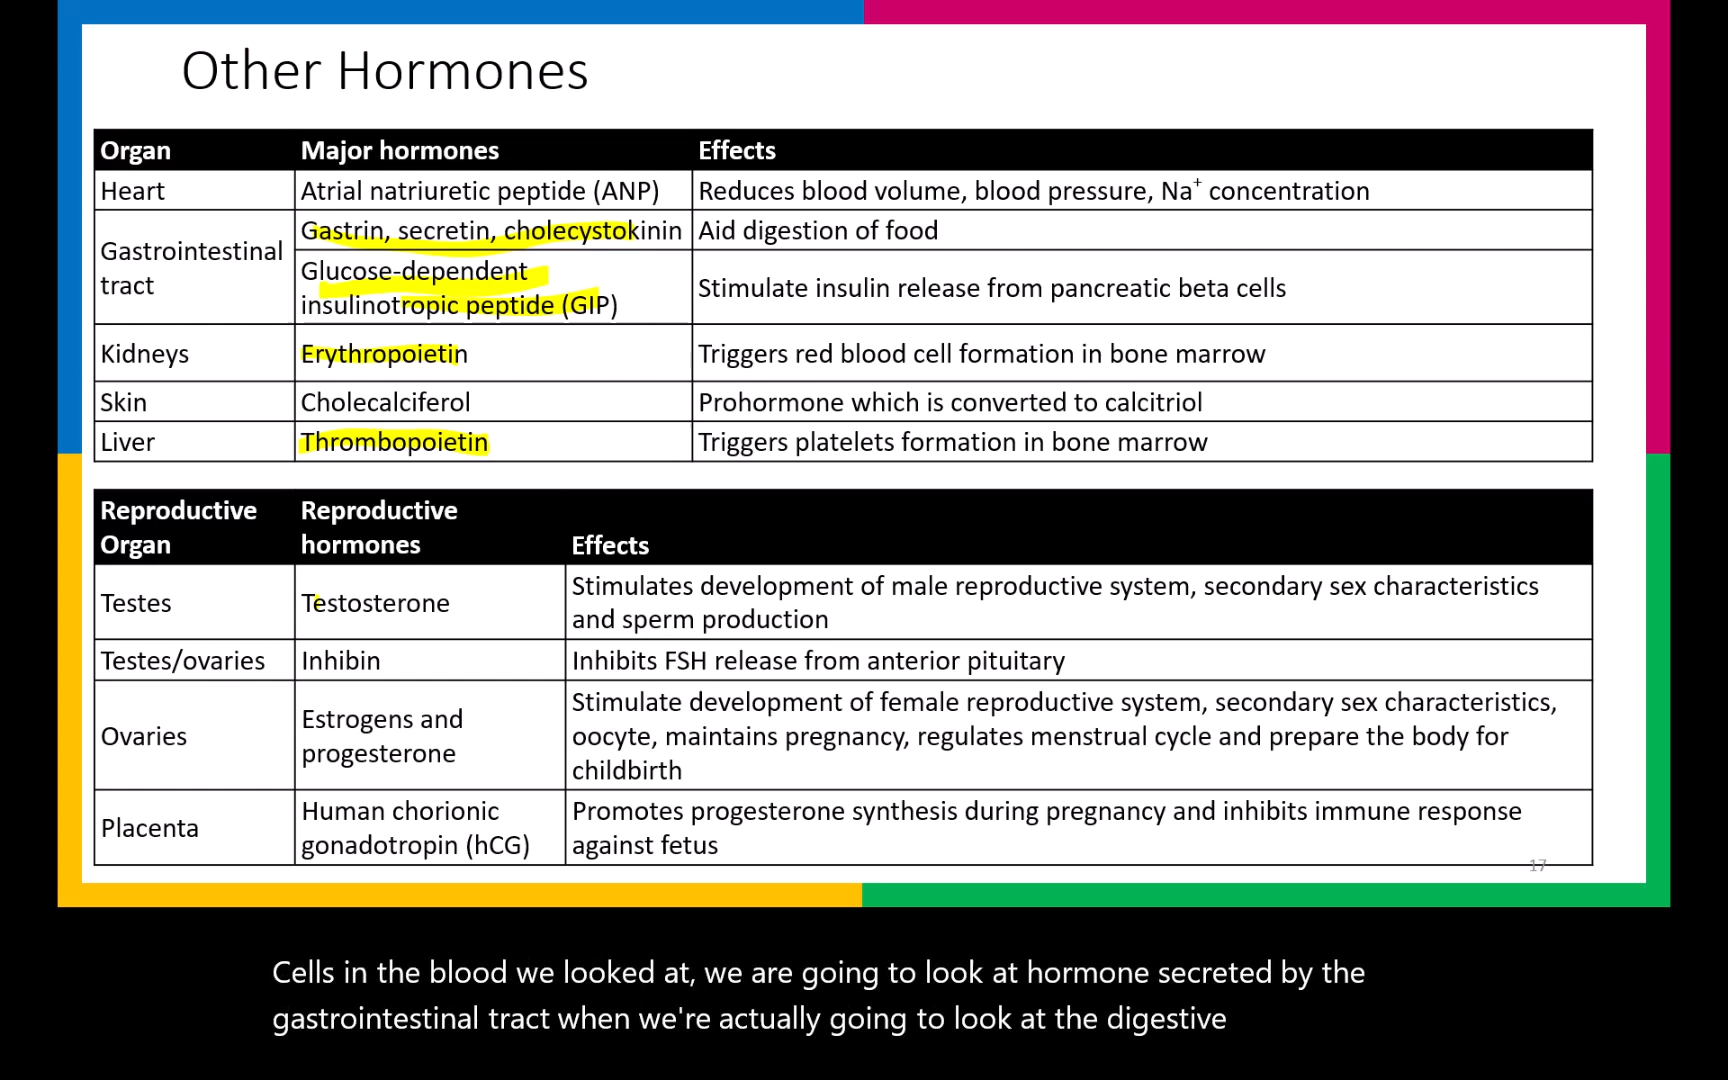 Other Hormones
Organ Major hormones Effects
Heart Atrial natriuretic peptide (ANP) Reduces blood volume, blood pressure, Na+ concentration
Gastrointestinal tract Gastrin, secretin, cholecystokinin Aid digestion of food
Glucose-dependent
insulinotropic peptide (GIP) Stimulate insulin release from pancreatic beta cells
Kidneys Erythropoietin Triggers red blood cell formation in bone marrow
Skin Cholecalciferol Prohormone which is converted to calcitriol
Liver Thrombopoietin Triggers platelets formation in bone marrow
Reproductive Organ Reproductive hormones Effects
Testes Testosterone Stimulates development of male reproductive system, secondary sex characteristics
and sperm production
Testes/ovaries Inhibin Inhibits FSH release from anterior pituitary
Ovaries Estrogens and progesterone Stimulate development of female reproductive system, secondary sex characteristics,
oocyte, maintains pregnancy, regulates menstrual cycle and prepare the body for
childbirth
Placenta Human chorionic gonadotropin (hCG) Promotes progesterone synthesis during pregnancy and inhibits immune response
against fetus
17
Cells in the blood we looked at, we are going to look at hormone secreted by the
gastrointestinal tract when we're actually going to look at the digestive